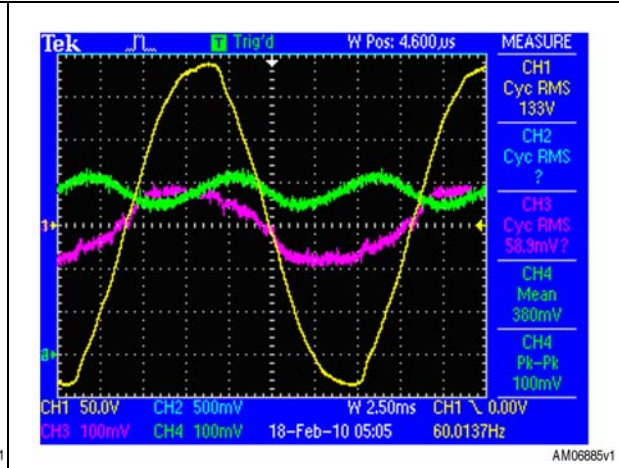 Tek
T Trig'd
W Pos: 4.600µs
MEASURE
CH1
Cyc RMS
133V
CH2
Cyc RMS
?
CH3
Cyc RMS
58.9mV?
CH4
Mean
380mV
CH4
Pk-Pk
100mV
1
CH1 50.0V CH2 500mV W 2.50ms CH1 0.00V
CH3 100mV CH4 100mV 18-Feb-10 05:05 60.0137Hz
AM06885v1